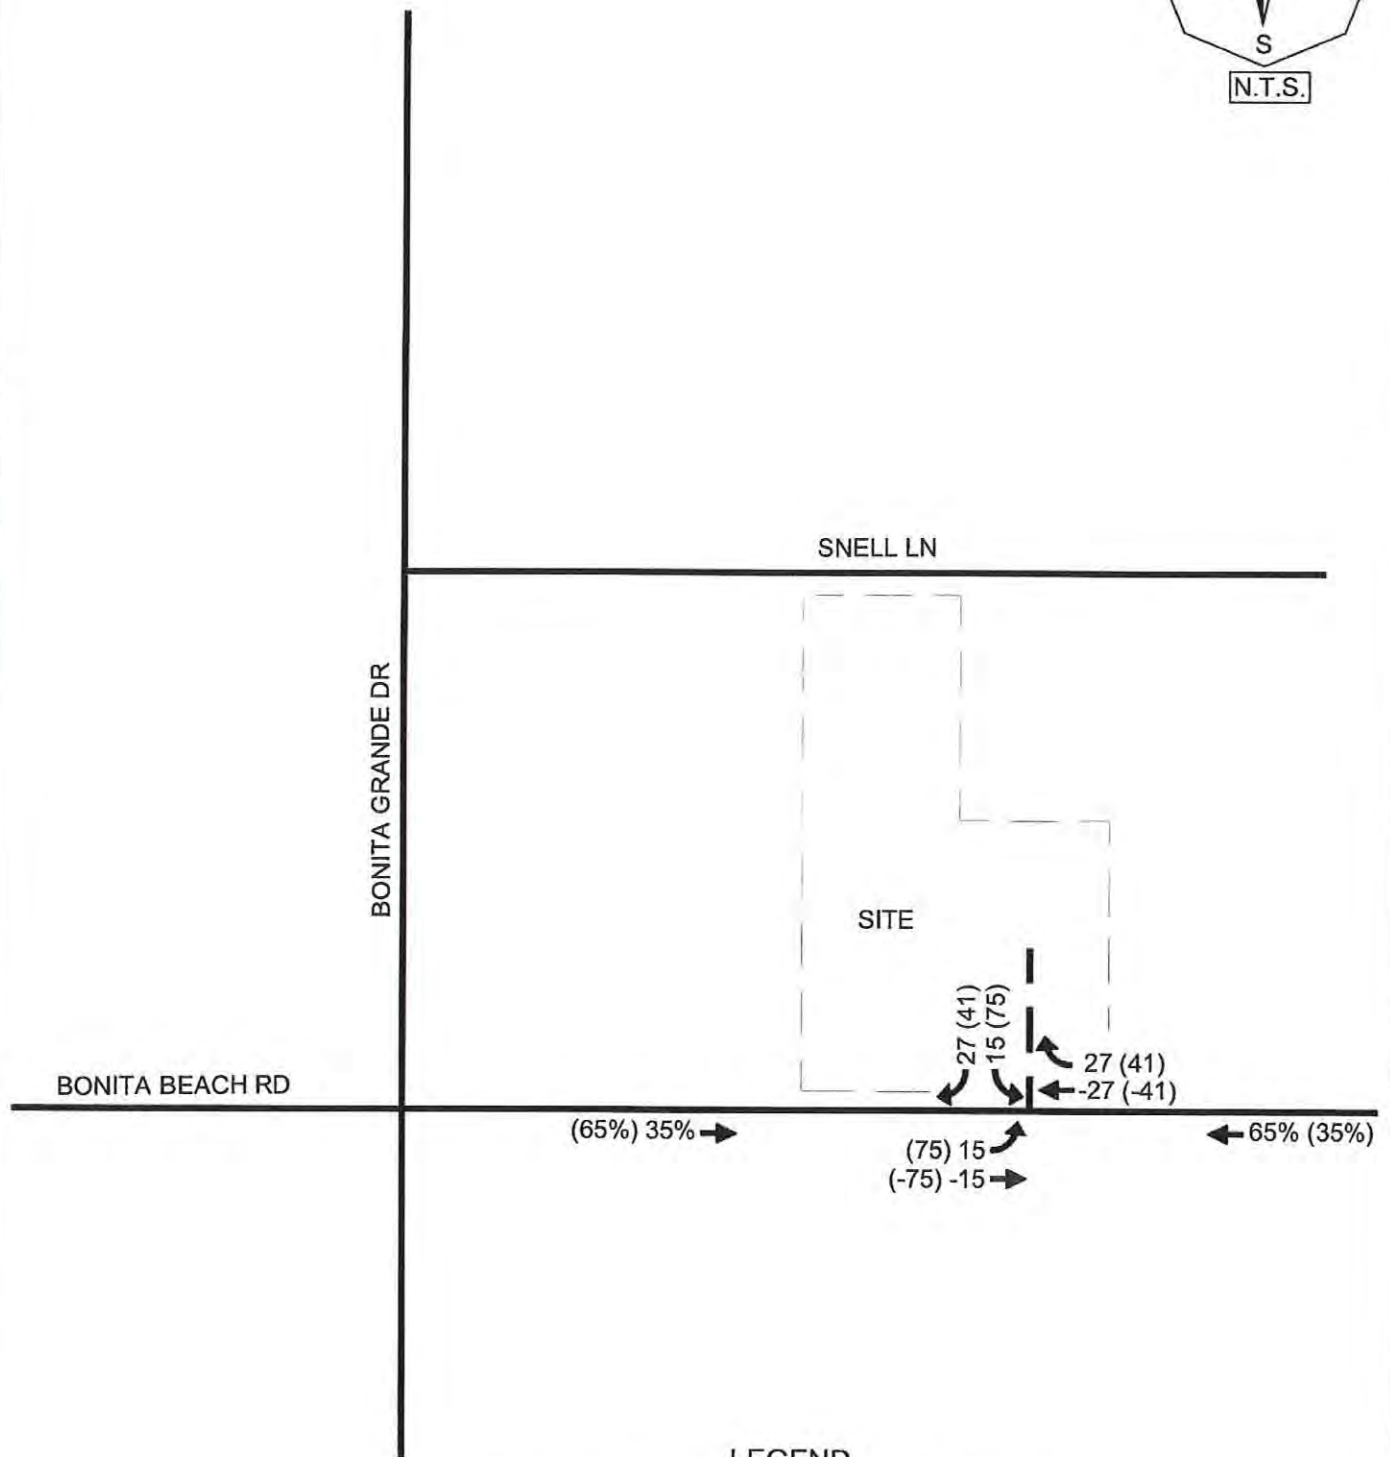 S
N.T.S.
SNELL LN
BONITA GRANDE DR
SITE
27 (41)
15 (75)
27 (41)
-27 (-41)
BONITA BEACH RD
(65%) 35%
65% (35%)
(75) 15
(-75) -15
LEGEND